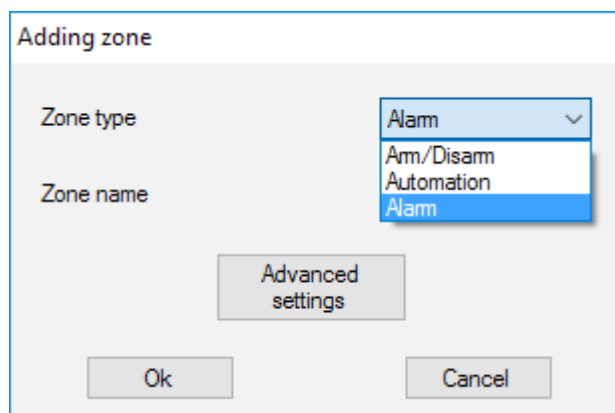 Adding zone
Zone type
Alarm
Arm/Disarm
Automation
Alarm
Zone name
Advanced
settings
Ok
Cancel